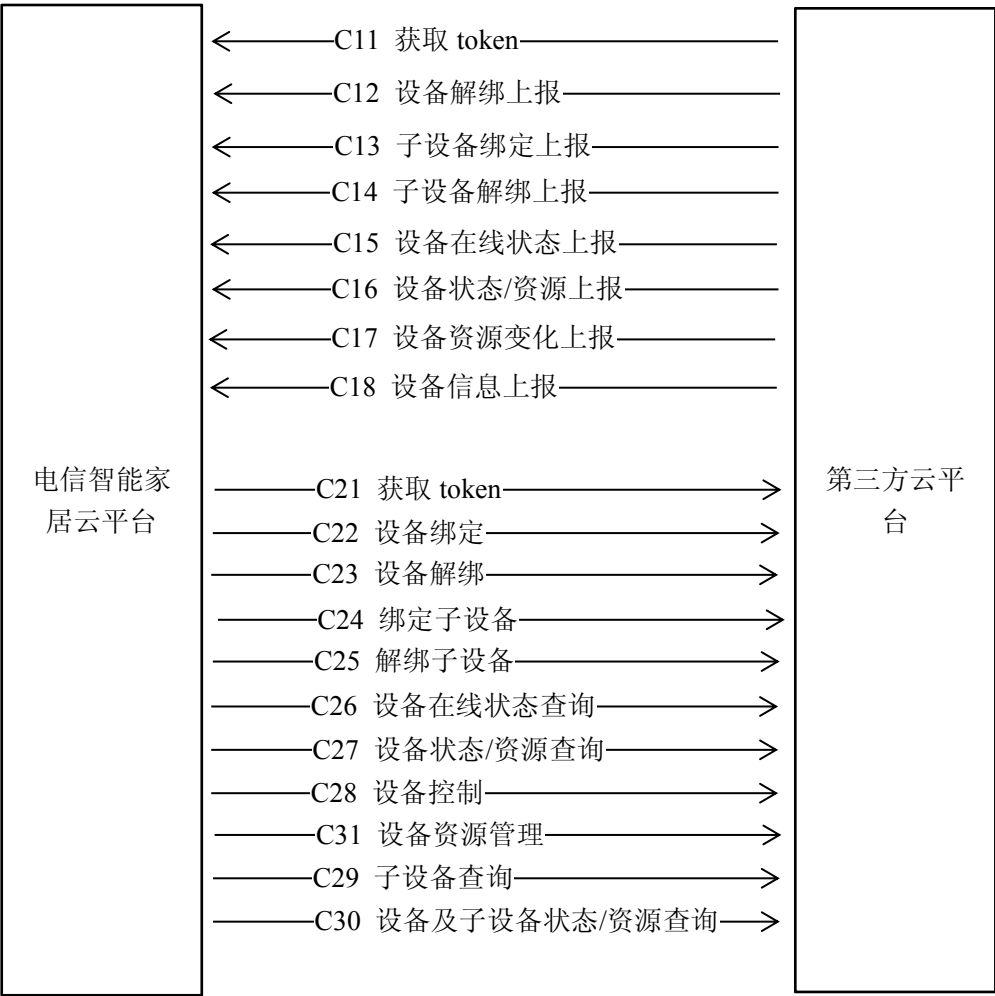 C11 获取 token
C12 设备解绑上报
C13 子设备绑定上报
C14 子设备解绑上报
C15 设备在线状态上报
C16 设备状态/资源上报
C17 设备资源变化上报
C18 设备信息上报
电信智能家
居云平台
第三方云平
台
C21 获取 token
C22 设备绑定
C23 设备解绑
C24 绑定子设备
C25 解绑子设备
C26 设备在线状态查询
C27 设备状态/资源查询
C28 设备控制
C31 设备资源管理
C29 子设备查询
C30 设备及子设备状态/资源查询